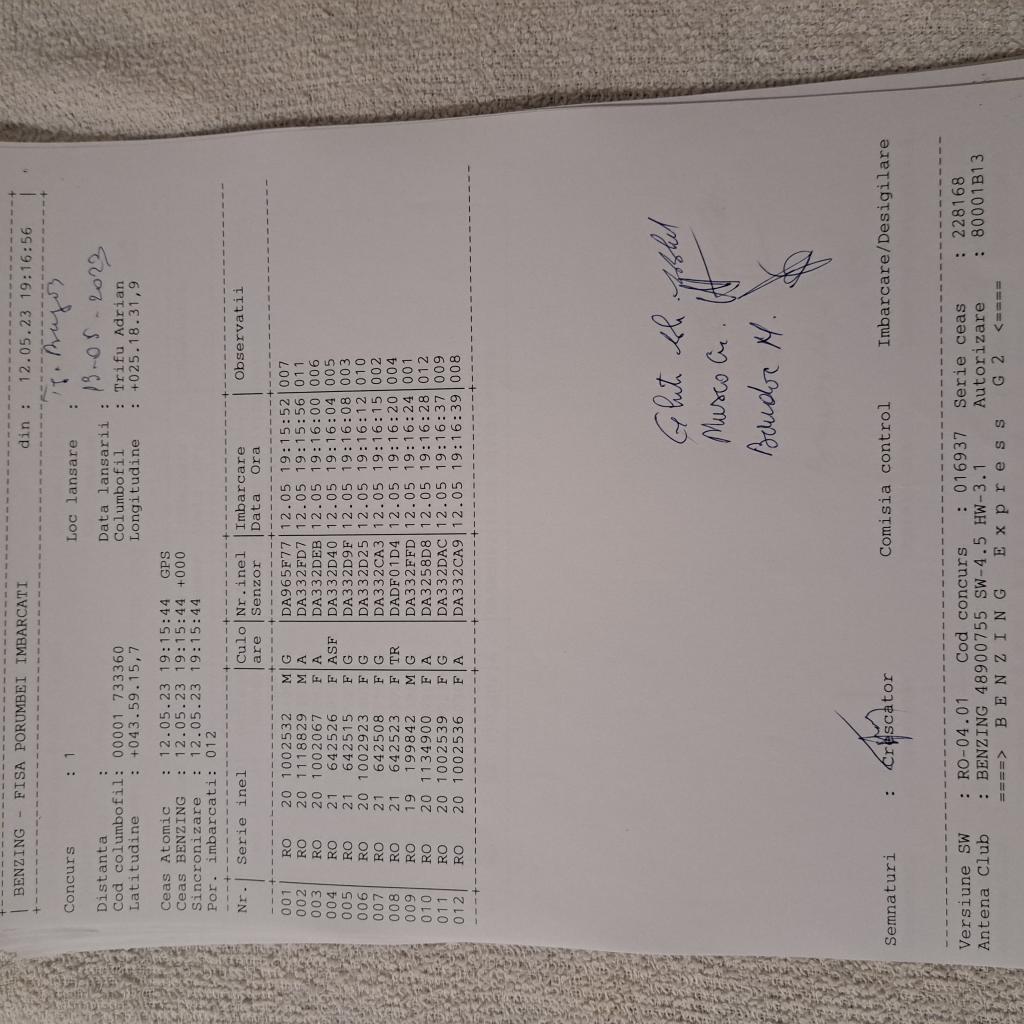 BENZING - FISA PORUMBEI IMBARCATI din : 12.05.23 19:16:56
Concurs : 1 Loc lansare :
Distanta : Data lansarii : 13-05-2023
Cod columbofil: 00001 733360 Columbofil : Trifu Adrian
Latitudine : +043.59.15,7 Longitudine : +025.18.31,9
Ceas Atomic : 12.05.23 19:15:44 GPS
Ceas BENZING : 12.05.23 19:15:44 +000
Sincronizare : 12.05.23 19:15:44
Por. imbarcati: 012
Nr. | Serie inel |Culo|Nr.inel |Imbarcare | Observatii
|are |Senzor |Data Ora |
001 RO 20 1002532 M G DA965F77 12.05 19:15:52 007
002 RO 20 1118829 M A DA332FD7 12.05 19:15:56 011
003 RO 20 1002067 F A DA332DEB 12.05 19:16:00 006
004 RO 21 642526 F ASF DA332D40 12.05 19:16:04 005
005 RO 21 642515 F G DA332D9F 12.05 19:16:08 003
006 RO 20 1002923 F G DA332D25 12.05 19:16:12 010
007 RO 21 642508 F G DA332CA3 12.05 19:16:15 002
008 RO 21 642523 F TR DADF01D4 12.05 19:16:20 004
009 RO 19 199842 M G DA332FFD 12.05 19:16:24 001
010 RO 20 1134900 F A DA3258D8 12.05 19:16:28 012
011 RO 20 1002539 F G DA332DAC 12.05 19:16:37 009
012 RO 20 1002536 F A DA332CA9 12.05 19:16:39 008
Semnaturi : Crescator Comisia control Imbarcare/Desigilare
Versiune SW : RO-04.01 Cod concurs : 016937 Serie ceas : 228168
Antena Club : BENZING 48900755 SW-4.5 HW-3.1 Autorizare : 80001B13
====> B E N Z I N G E x p r e s s G 2 <====